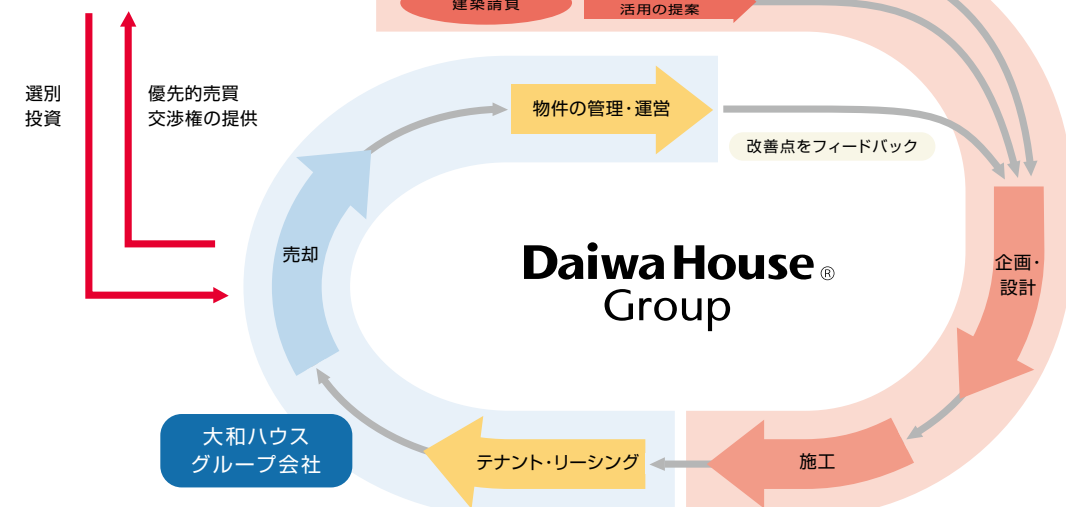 建築請負
活用の提案
選別
投資
優先的売買
交渉権の提供
物件の管理・運営
改善点をフィードバック
売却
Daiwa House®
Group
企画・
設計
大和ハウス
グループ会社
テナント・リーシング
施工